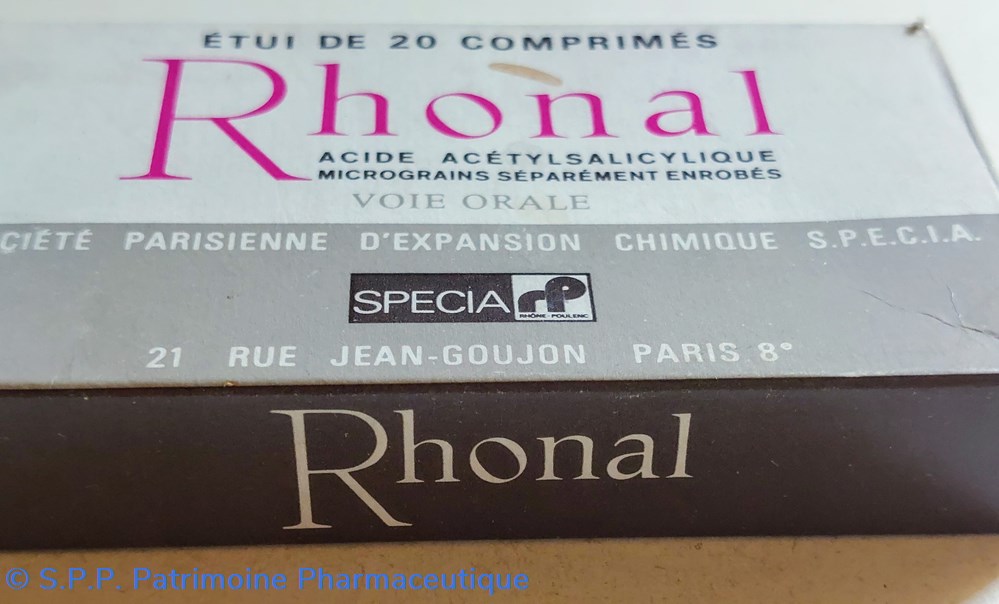 ÉTUI DE 20 COMPRIMÉS
Rhonal
ACIDE ACÉTYLSALICYLIQUE
MICROGRAINS SÉPARÉMENT ENROBÉS
VOIE ORALE
CIÉTÉ PARISIENNE D'EXPANSION CHIMIQUE S.P.E.C.I.A.
SPECIA rp
RHÔNE-POULENC
21 RUE JEAN-GOUJON PARIS 8°
Rhonal
© S.P.P. Patrimoine Pharmaceutique